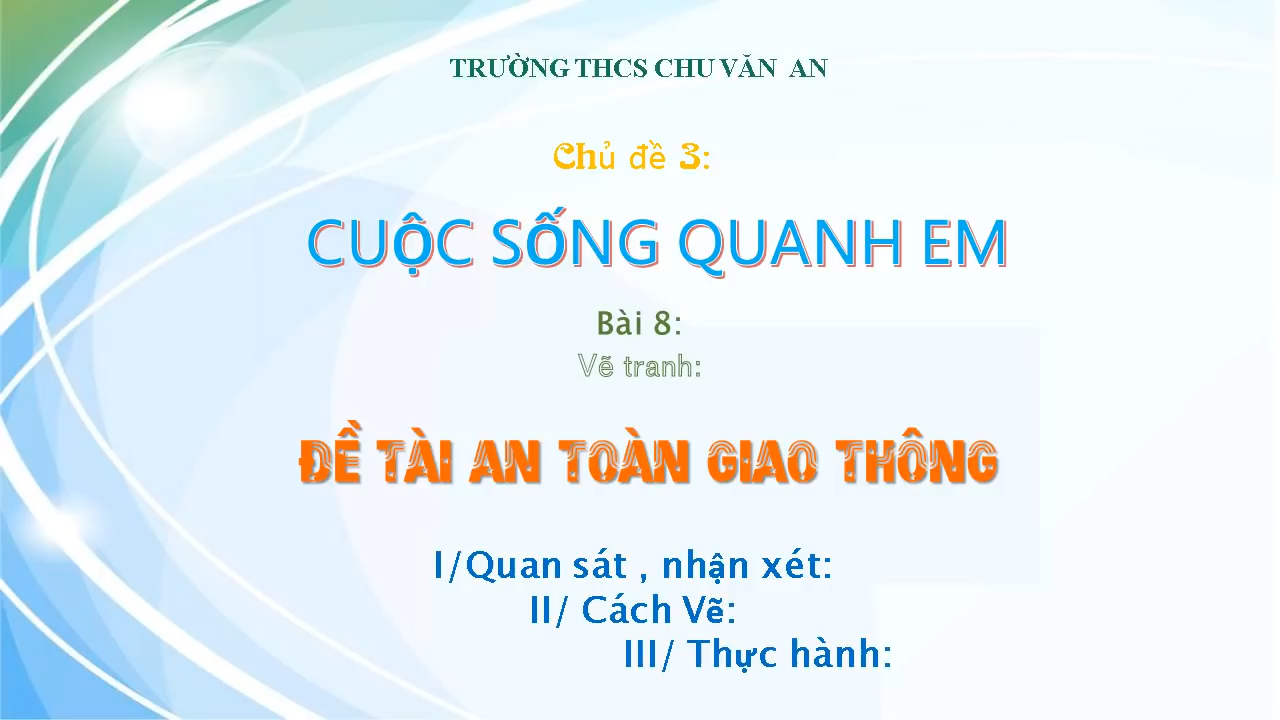 TRƯỜNG THCS CHU VĂN AN
Chủ đề 3:
CUỘC SỐNG QUANH EM
Bài 8:
Vẽ tranh:
ĐỀ TÀI AN TOÀN GIAO THÔNG
I/Quan sát , nhận xét:
II/ Cách Vẽ:
III/ Thực hành: